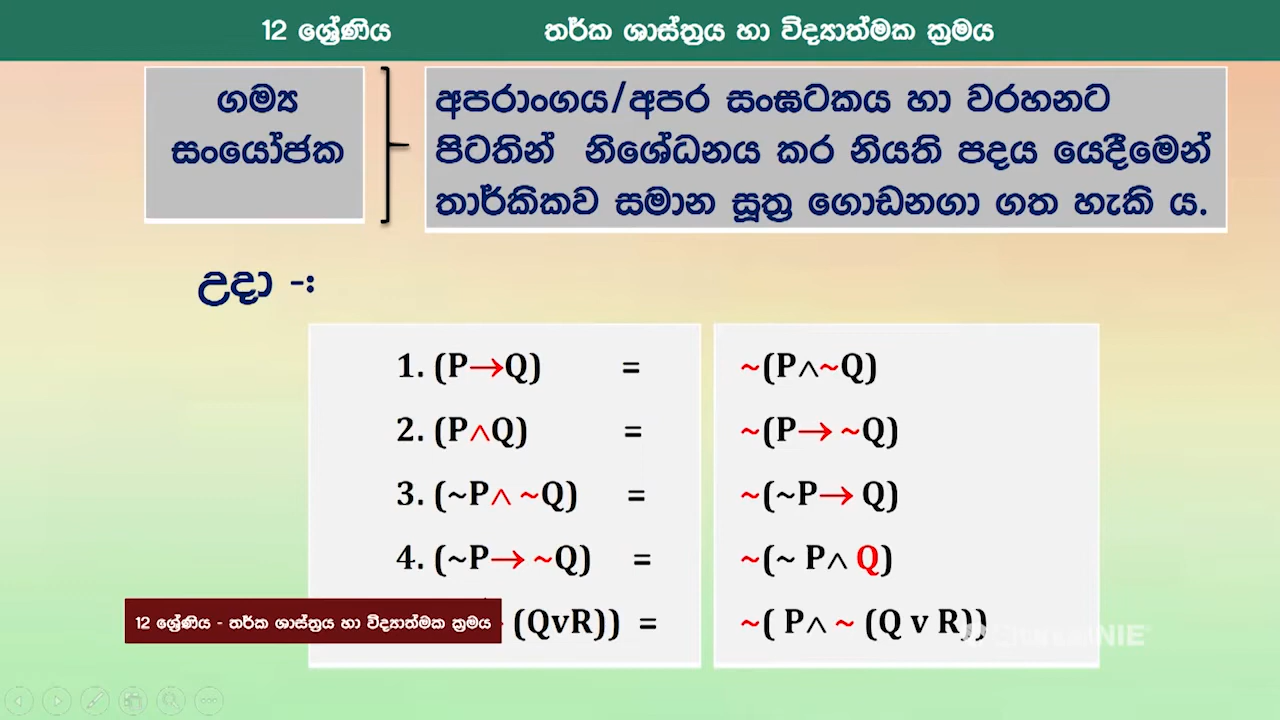 12 ශ්‍රේණිය තර්ක ශාස්ත්‍රය හා විද්‍යාත්මක ක්‍රමය
ගම්‍ය
සංයෝජක
අපරාංගය/අපර සංඝටකය හා වරහනට
පිටතින් නිශේධනය කර නියති පදය යෙදීමෙන්
තාර්කිකව සමාන සූත්‍ර ගොඩනගා ගත හැකි ය.
උදා -:
1. (P→Q) = ~(P∧~Q)
2. (P∧Q) = ~(P→ ~Q)
3. (~P∧ ~Q) = ~(~P→ Q)
4. (~P→ ~Q) = ~(~ P∧ Q)
(QvR)) = ~( P∧ ~ (Q v R))
12 ශ්‍රේණිය - තර්ක ශාස්ත්‍රය හා විද්‍යාත්මක ක්‍රමය
NIE